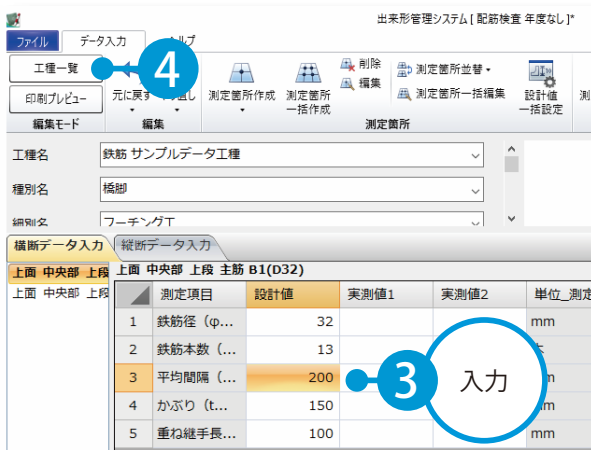 出来形管理システム [ 配筋検査 年度なし ]*
ファイル データ入力 ヘルプ
工種一覧
印刷プレビュー
編集モード
4
元に戻す
編集
測定箇所作成
測定箇所
一括作成
削除
編集
測定箇所並替
測定箇所一括編集
測定箇所
設計値
一括設定
測
工種名 鉄筋 サンプルデータ工種
種別名 橋脚
細別名 フーチング工
横断データ入力 縦断データ入力
上面 中央部 上段
上面 中央部 上段
上面 中央部 上段 主筋 B1(D32)
測定項目 設計値 実測値1 実測値2 単位_測定
1 鉄筋径（φ... 32 mm
2 鉄筋本数（... 13
3 平均間隔（... 200
4 かぶり（t... 150 mm
5 重ね継手長... 100 mm
3 入力